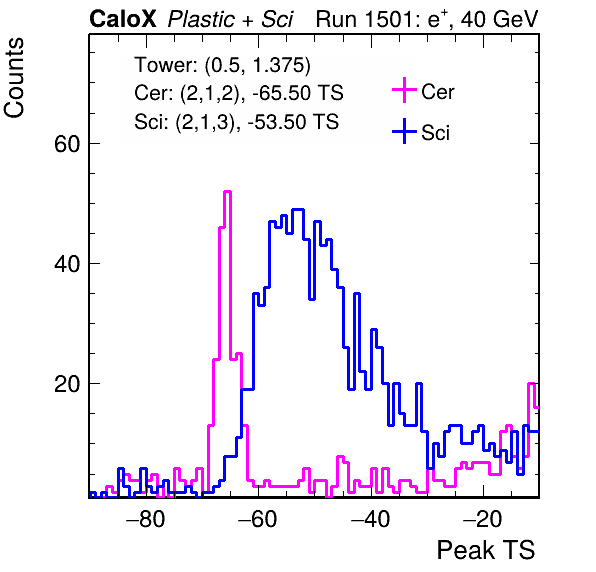 CaloX Plastic + Sci Run 1501: e+, 40 GeV
Counts
Tower: (0.5, 1.375)
Cer: (2,1,2), -65.50 TS
Sci: (2,1,3), -53.50 TS
Cer
Sci
60
40
20
−80 −60 −40 −20
Peak TS